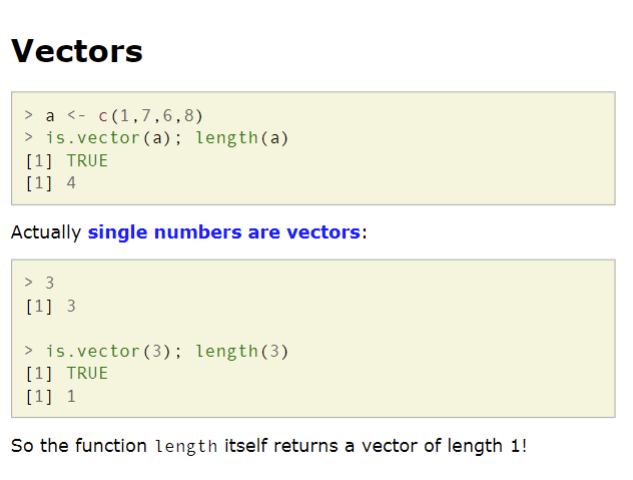 Vectors
> a <- c(1,7,6,8)
> is.vector(a); length(a)
[1] TRUE
[1] 4
Actually single numbers are vectors:
> 3
[1] 3
> is.vector(3); length(3)
[1] TRUE
[1] 1
So the function length itself returns a vector of length 1!